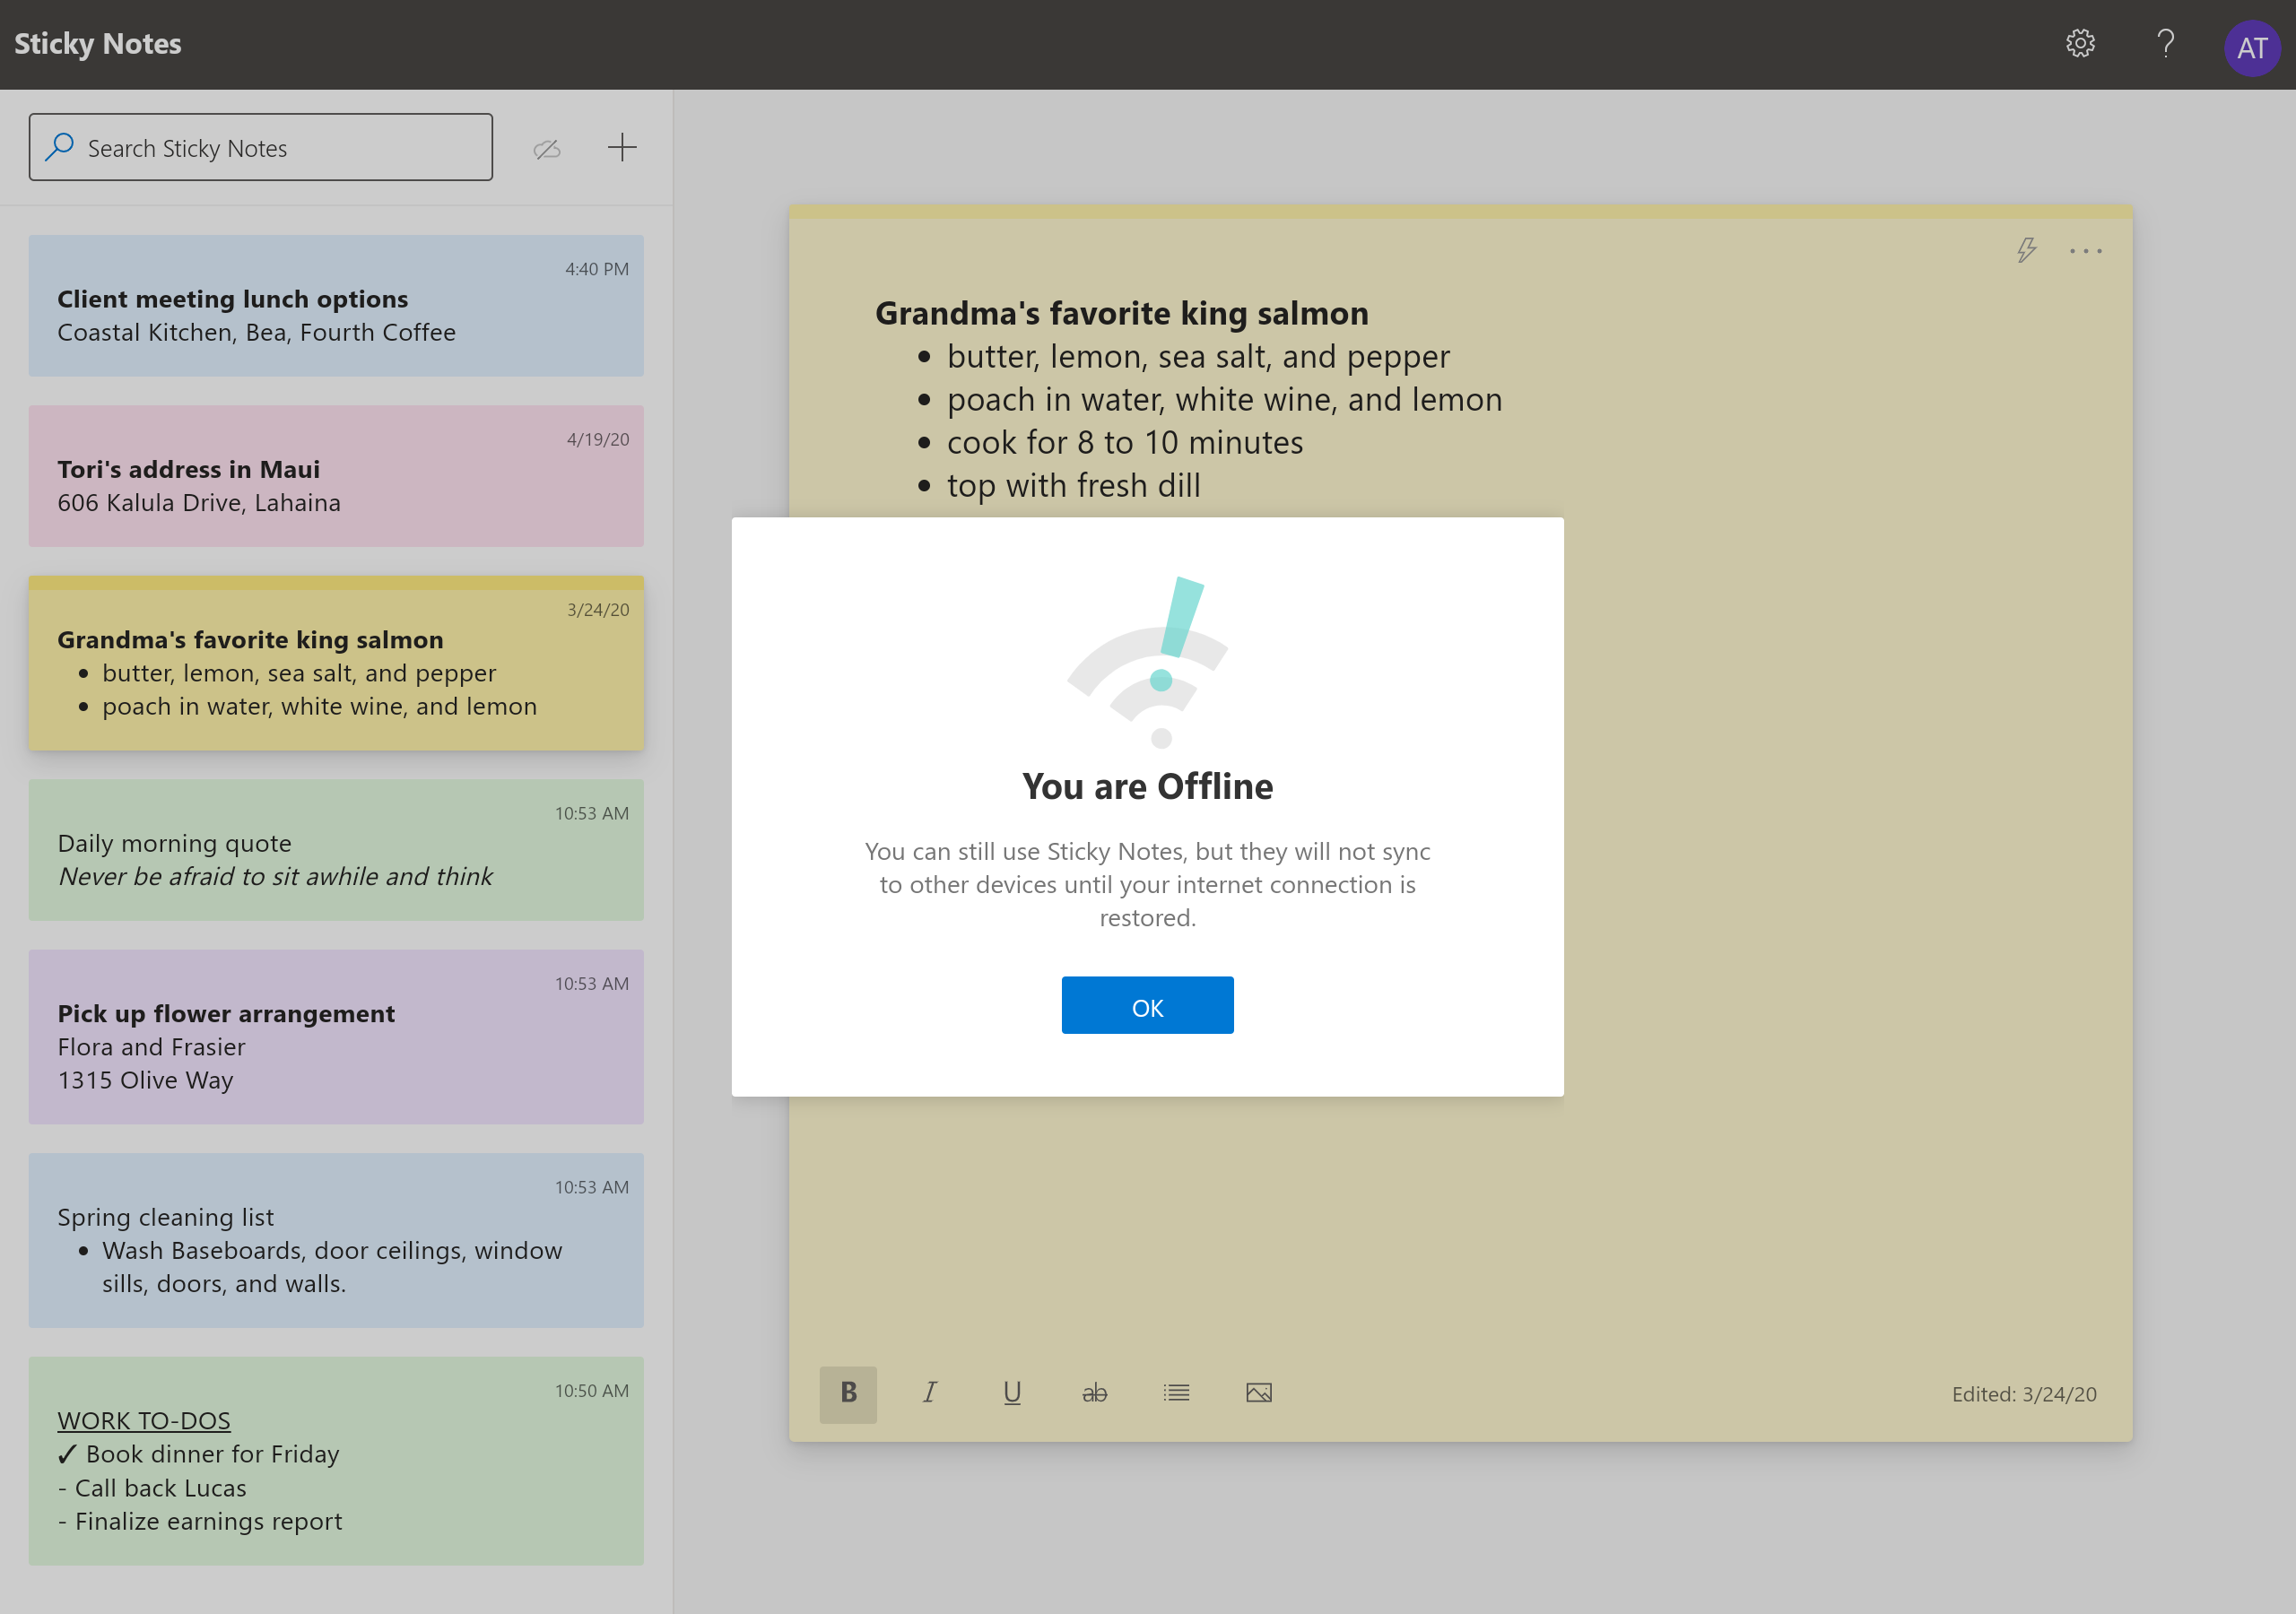 Sticky Notes
AT
Search Sticky Notes
4:40 PM
Client meeting lunch options
Coastal Kitchen, Bea, Fourth Coffee
4/19/20
Tori's address in Maui
606 Kalula Drive, Lahaina
3/24/20
Grandma's favorite king salmon
• butter, lemon, sea salt, and pepper
• poach in water, white wine, and lemon
10:53 AM
Daily morning quote
Never be afraid to sit awhile and think
10:53 AM
Pick up flower arrangement
Flora and Frasier
1315 Olive Way
10:53 AM
Spring cleaning list
• Wash Baseboards, door ceilings, window
sills, doors, and walls.
10:50 AM
WORK TO-DOS
✓ Book dinner for Friday
- Call back Lucas
- Finalize earnings report
Grandma's favorite king salmon
• butter, lemon, sea salt, and pepper
• poach in water, white wine, and lemon
• cook for 8 to 10 minutes
• top with fresh dill
You are Offline
You can still use Sticky Notes, but they will not sync
to other devices until your internet connection is
restored.
OK
B I U ab
Edited: 3/24/20